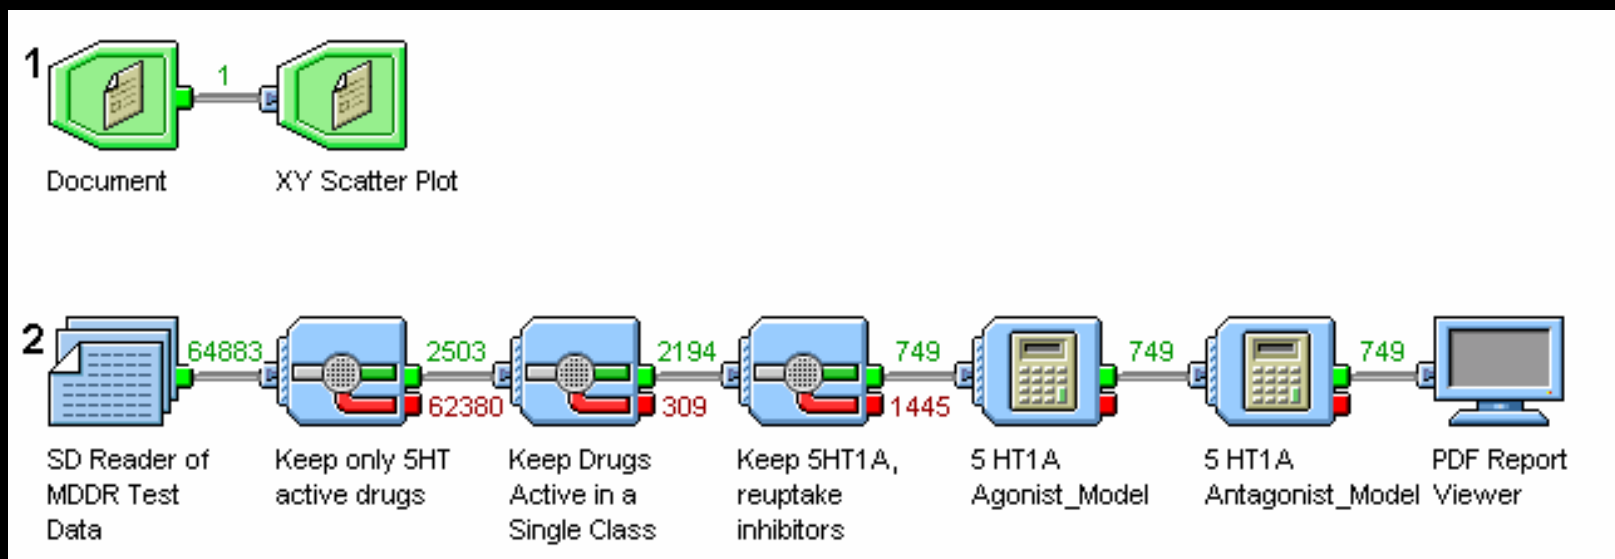 1
1
Document
XY Scatter Plot
2
64883
2503
2194
749
749
749
62380
309
1445
SD Reader of
MDDR Test
Data
Keep only 5HT
active drugs
Keep Drugs
Active in a
Single Class
Keep 5HT1A,
reuptake
inhibitors
5 HT1A
Agonist_Model
5 HT1A
Antagonist_Model
PDF Report
Viewer